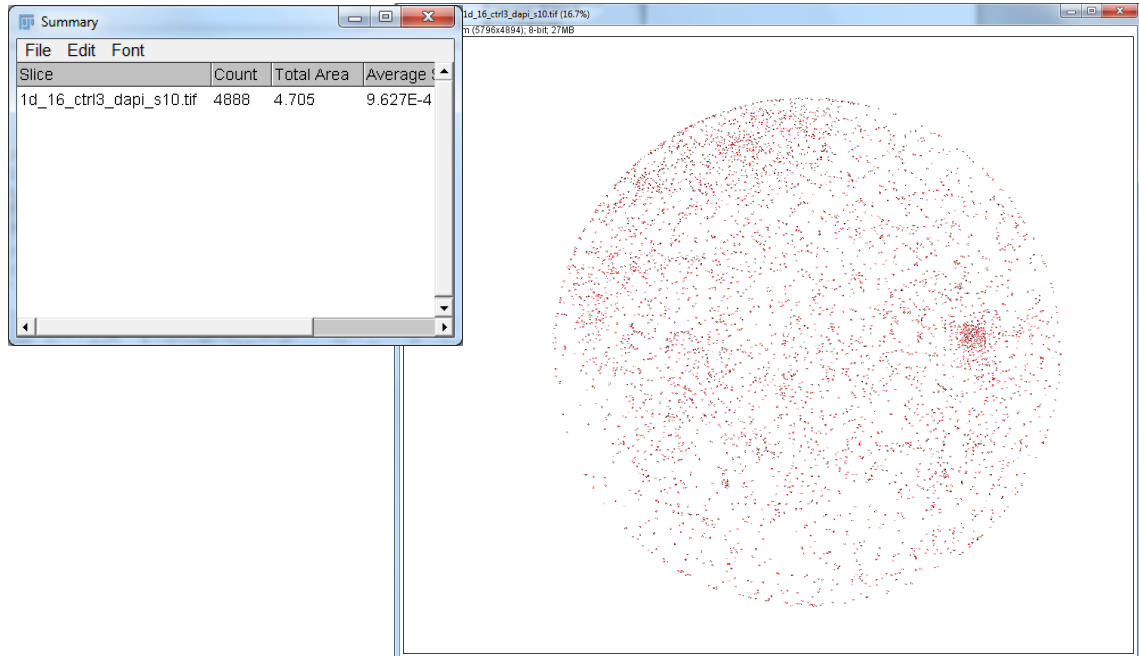 Summary
File Edit Font
Slice Count Total Area Average S
1d_16_ctrl3_dapi_s10.tif 4888 4.705 9.627E-4
1d_16_ctrl3_dapi_s10.tif (16.7%)
(5796x4894); 8-bit; 27MB